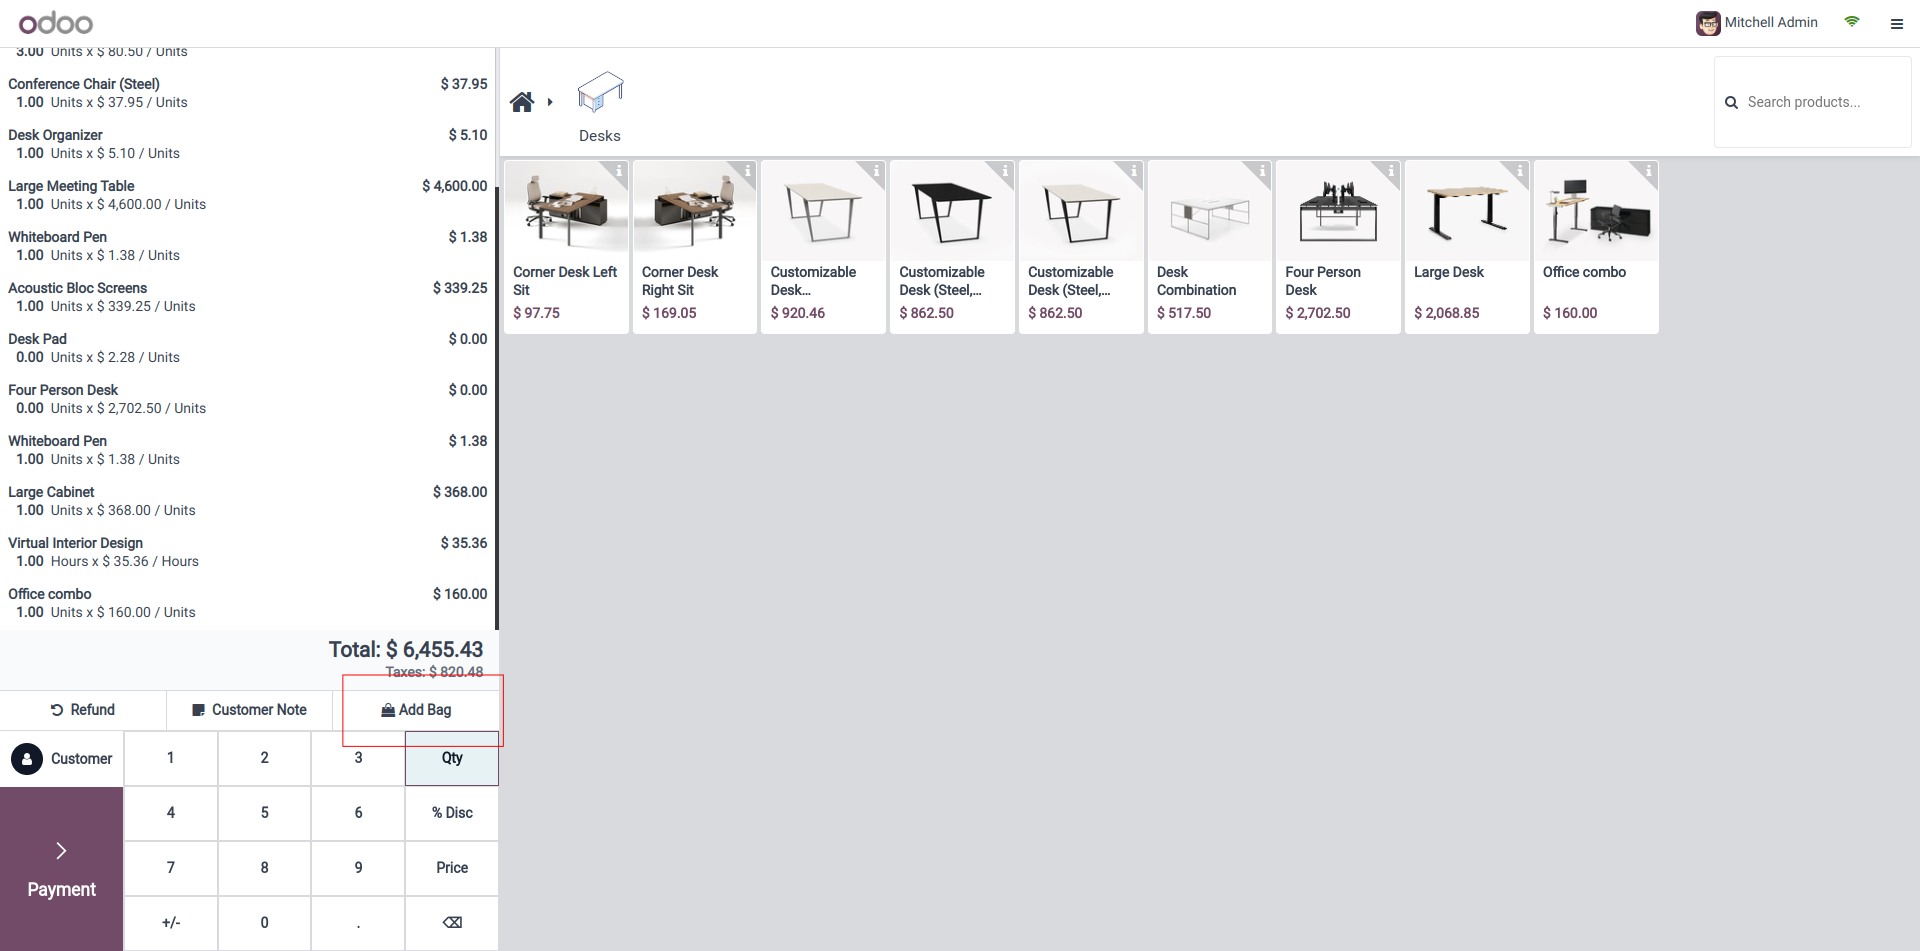 odoo
Mitchell Admin
3.00 Units x $ 80.50 / Units
Conference Chair (Steel) $ 37.95
1.00 Units x $ 37.95 / Units
Desk Organizer $ 5.10
1.00 Units x $ 5.10 / Units
Large Meeting Table $ 4,600.00
1.00 Units x $ 4,600.00 / Units
Whiteboard Pen $ 1.38
1.00 Units x $ 1.38 / Units
Acoustic Bloc Screens $ 339.25
1.00 Units x $ 339.25 / Units
Desk Pad $ 0.00
0.00 Units x $ 2.28 / Units
Four Person Desk $ 0.00
0.00 Units x $ 2,702.50 / Units
Whiteboard Pen $ 1.38
1.00 Units x $ 1.38 / Units
Large Cabinet $ 368.00
1.00 Units x $ 368.00 / Units
Virtual Interior Design $ 35.36
1.00 Hours x $ 35.36 / Hours
Office combo $ 160.00
1.00 Units x $ 160.00 / Units
Total: $ 6,455.43
Taxes: $ 820.48
Refund
Customer Note
Add Bag
Customer
1 2 3 Qty
4 5 6 % Disc
7 8 9 Price
+/- 0 .
Payment
Desks
Search products...
Corner Desk Left
Sit
$ 97.75
Corner Desk
Right Sit
$ 169.05
Customizable
Desk...
$ 920.46
Customizable
Desk (Steel,...
$ 862.50
Customizable
Desk (Steel,...
$ 862.50
Desk
Combination
$ 517.50
Four Person
Desk
$ 2,702.50
Large Desk
$ 2,068.85
Office combo
$ 160.00